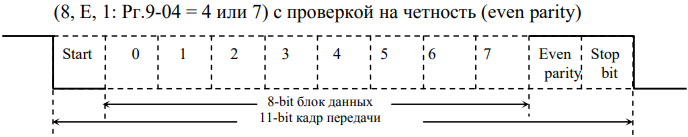 (8, E, 1: Рг.9-04 = 4 или 7) с проверкой на четность (even parity)
Start 0 1 2 3 4 5 6 7 Even Stop
parity bit
8-bit блок данных
11-bit кадр передачи